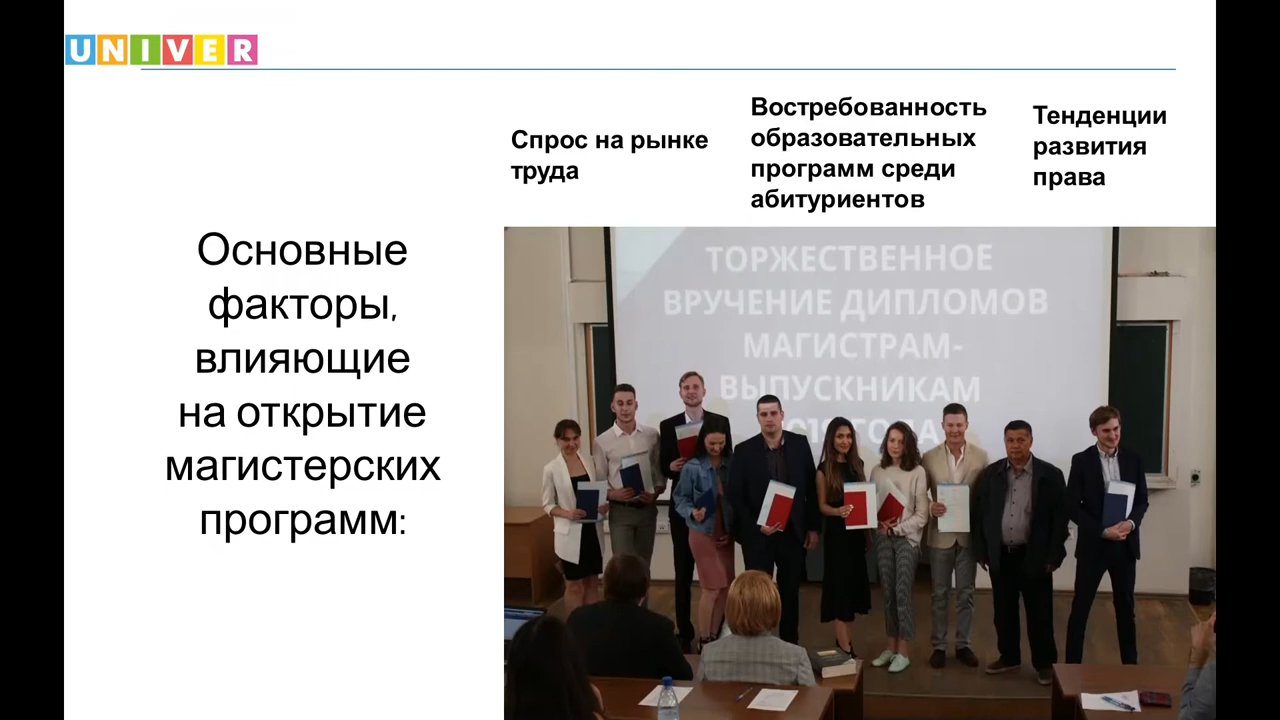 UNIVER
Спрос на рынке
труда
Востребованность
образовательных
программ среди
абитуриентов
Тенденции
развития
права
Основные
факторы,
влияющие
на открытие
магистерских
программ:
ТОРЖЕСТВЕННОЕ
ВРУЧЕНИЕ ДИПЛОМОВ
МАГИСТРАМ-
ВЫПУСКНИКАМ
ГОДА